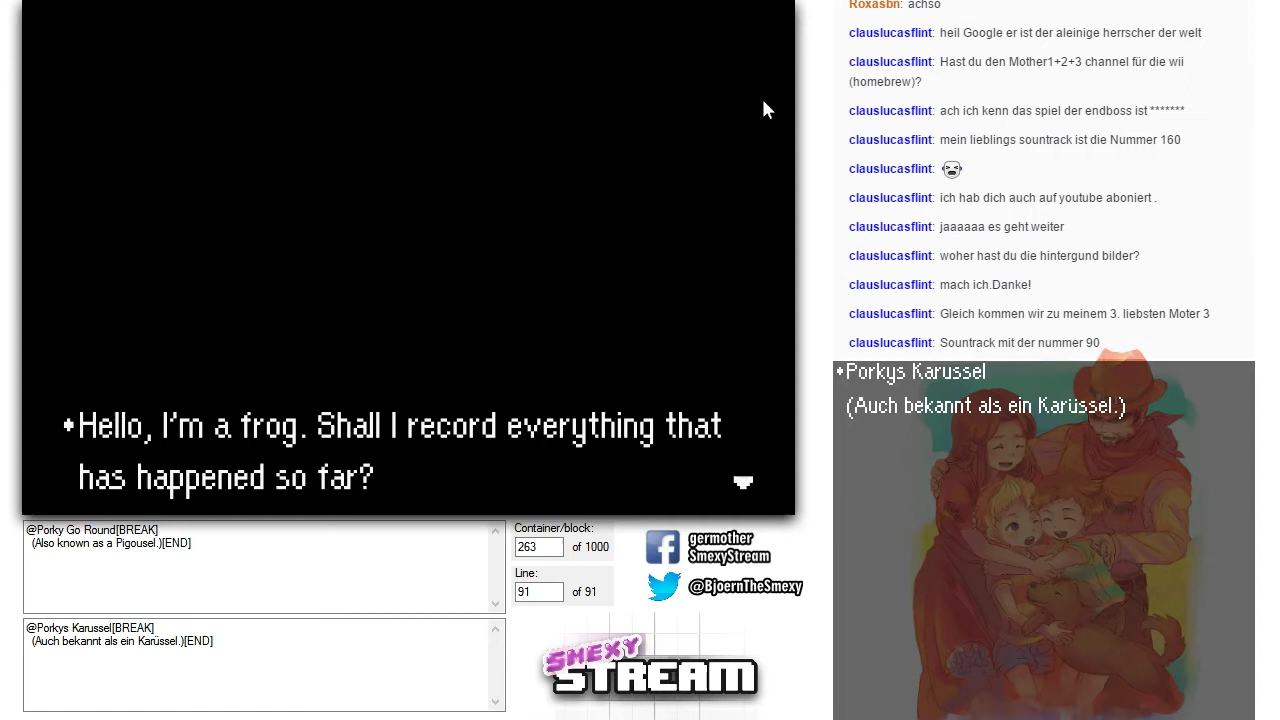 Roxasbn: achso
clauslucasflint: heil Google er ist der aleinige herrscher der welt
clauslucasflint: Hast du den Mother1+2+3 channel für die wii
(homebrew)?
clauslucasflint: ach ich kenn das spiel der endboss ist *******
clauslucasflint: mein lieblings sountrack ist die Nummer 160
clauslucasflint:
clauslucasflint: ich hab dich auch auf youtube aboniert .
clauslucasflint: jaaaaaa es geht weiter
clauslucasflint: woher hast du die hintergund bilder?
clauslucasflint: mach ich.Danke!
clauslucasflint: Gleich kommen wir zu meinem 3. liebsten Moter 3
clauslucasflint: Sountrack mit der nummer 90
Hello, I'm a frog. Shall I record everything that
has happened so far?
Porkys Karussel
(Auch bekannt als ein Karüssel.)
@Porky Go Round[BREAK]
(Also known as a Pigousel.)[END]
@Porkys Karussel[BREAK]
(Auch bekannt als ein Karüssel.)[END]
Container/block:
263 of 1000
Line:
91 of 91
germother
SmexyStream
@BjoernTheSmexy
SMEXY
STREAM